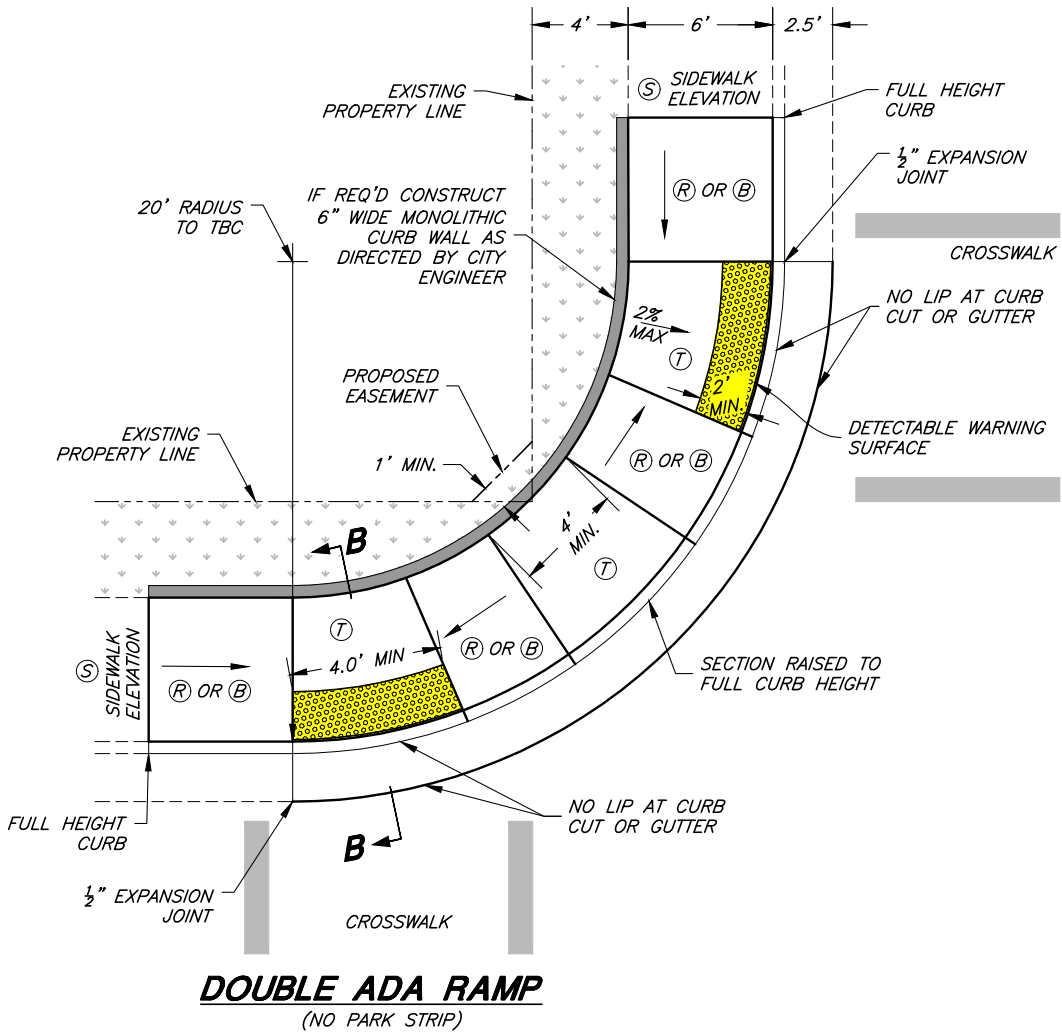 4'
6'
2.5'
EXISTING
PROPERTY LINE
Ⓢ SIDEWALK
ELEVATION
FULL HEIGHT
CURB
½" EXPANSION
JOINT
20' RADIUS
TO TBC
IF REQ'D CONSTRUCT
6" WIDE MONOLITHIC
CURB WALL AS
DIRECTED BY CITY
ENGINEER
Ⓡ OR Ⓑ
CROSSWALK
NO LIP AT CURB
CUT OR GUTTER
2%
MAX
Ⓣ
2'
MIN.
PROPOSED
EASEMENT
DETECTABLE WARNING
SURFACE
EXISTING
PROPERTY LINE
1' MIN.
Ⓡ OR Ⓑ
4'
MIN.
Ⓣ
B
Ⓣ
4.0' MIN
Ⓡ OR Ⓑ
Ⓢ SIDEWALK
ELEVATION
Ⓡ OR Ⓑ
SECTION RAISED TO
FULL CURB HEIGHT
FULL HEIGHT
CURB
NO LIP AT CURB
CUT OR GUTTER
B
½" EXPANSION
JOINT
CROSSWALK
DOUBLE ADA RAMP
(NO PARK STRIP)